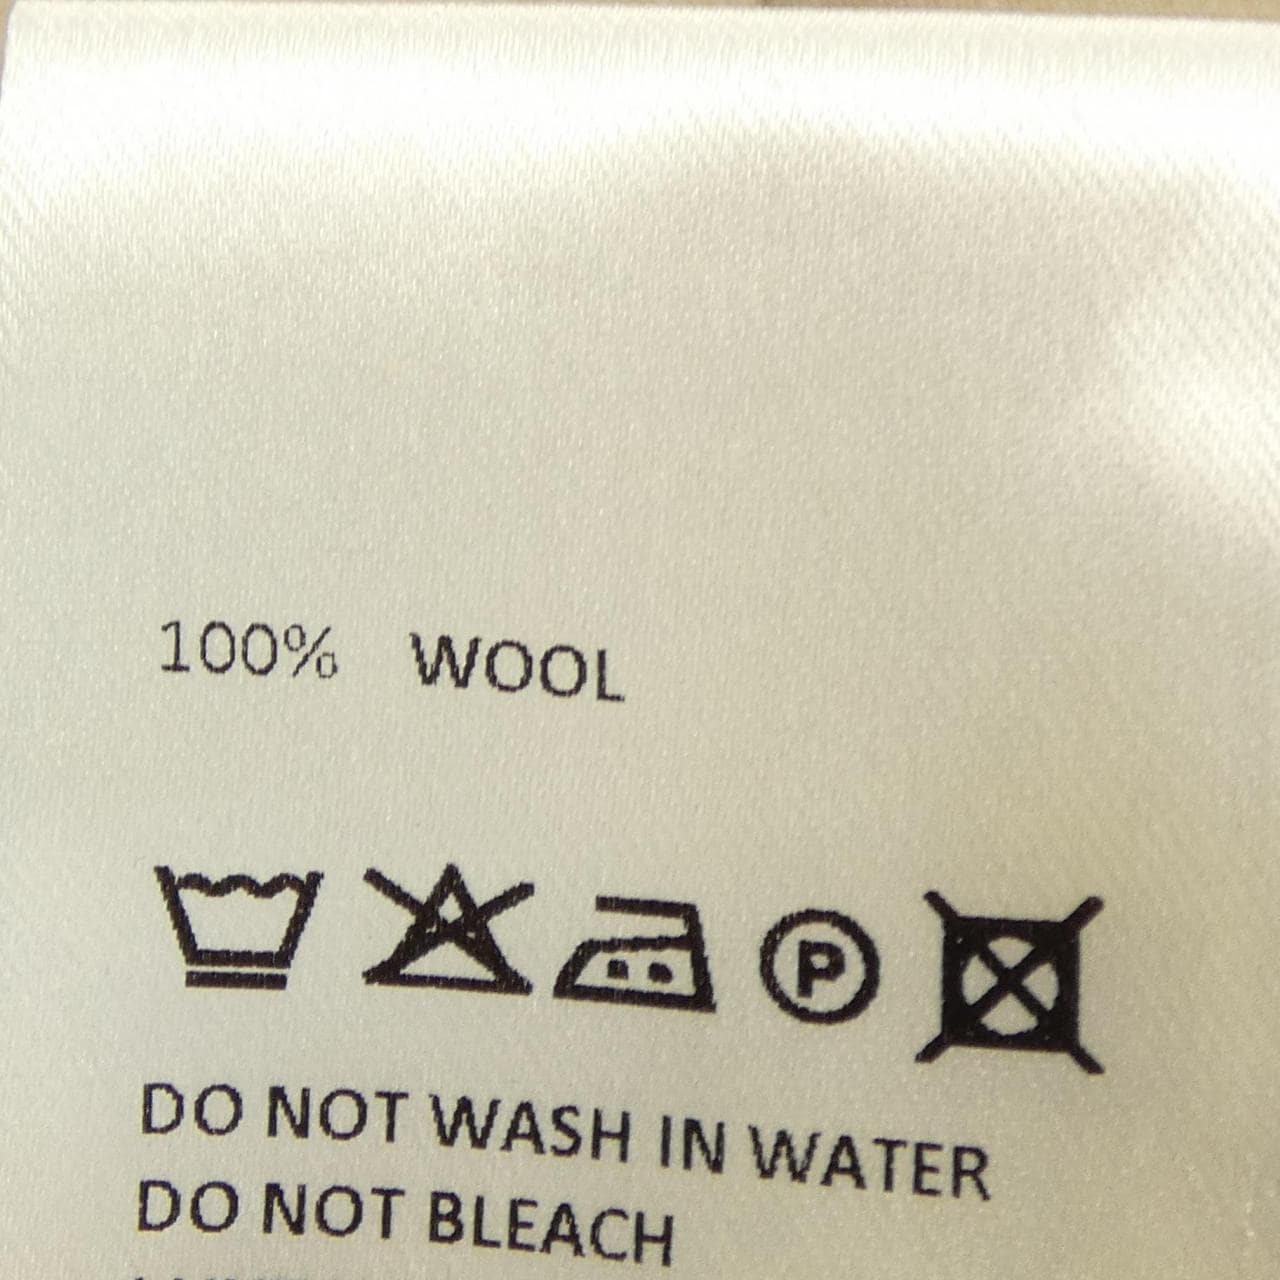 100% WOOL
P
DO NOT WASH IN WATER
DO NOT BLEACH